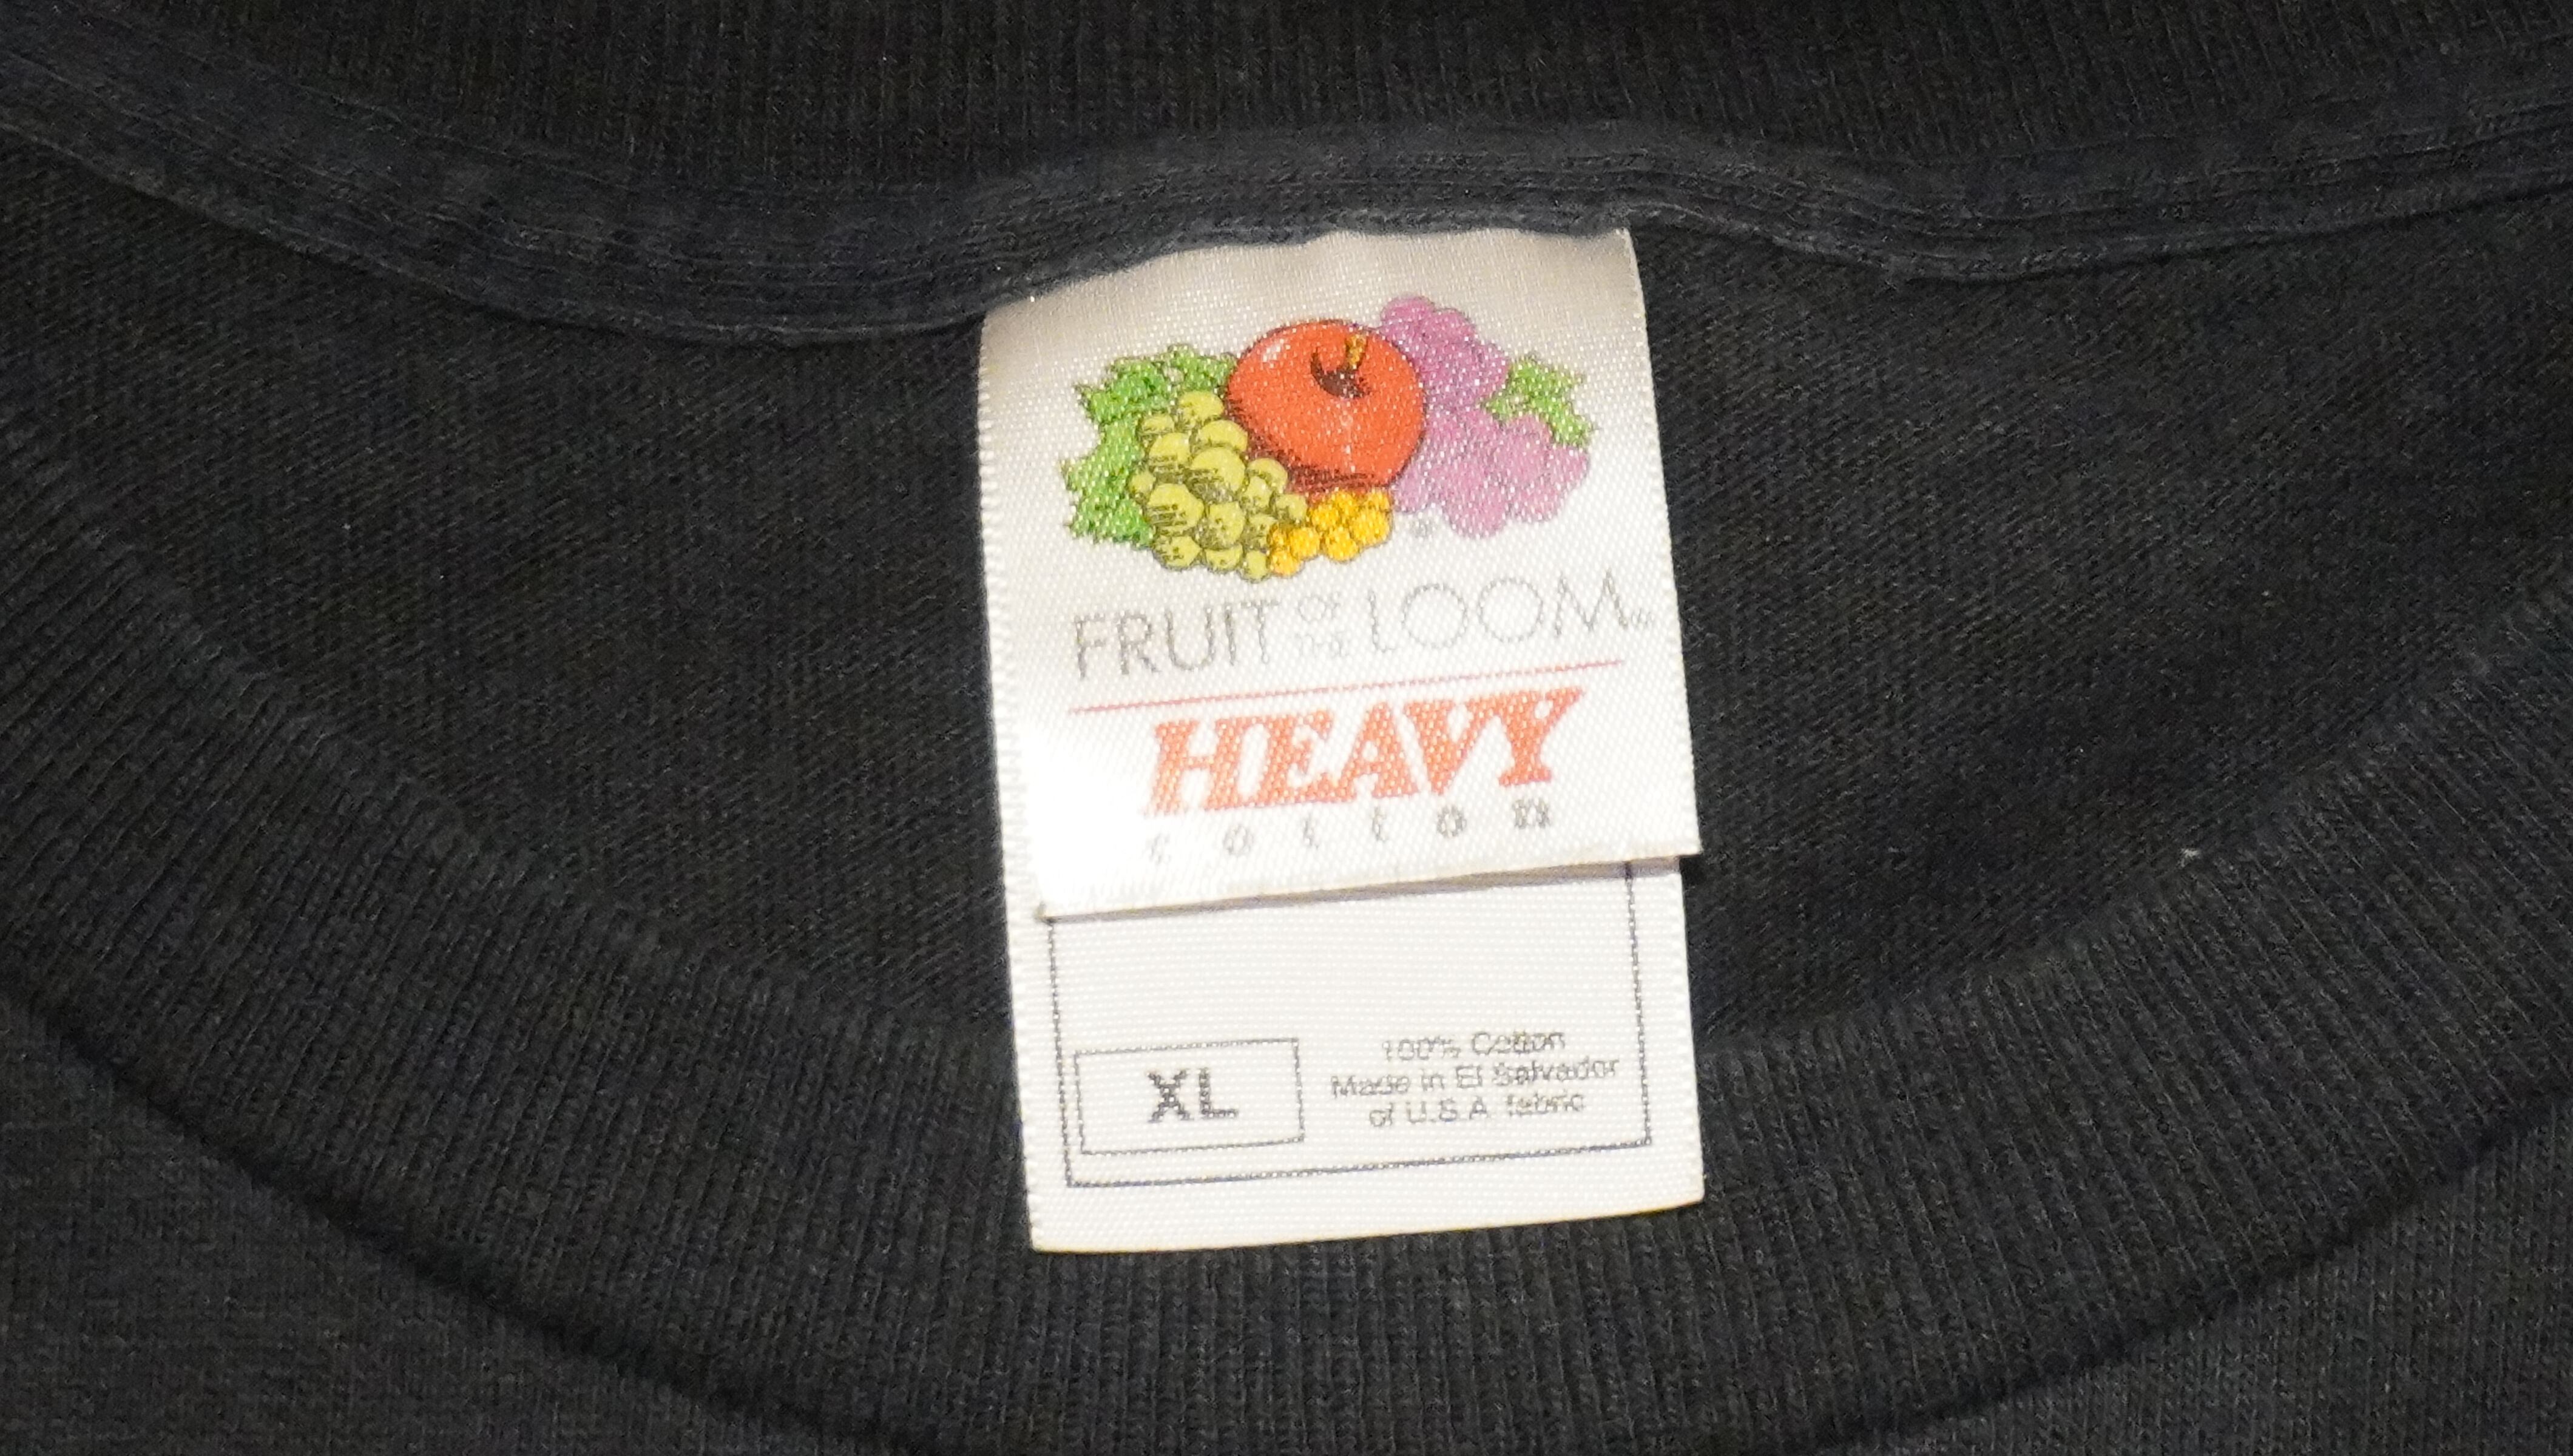 FRUIT OF THE LOOM
HEAVY
cotton
XL
100% Cotton
Made in El Salvador
of U.S.A. fabric